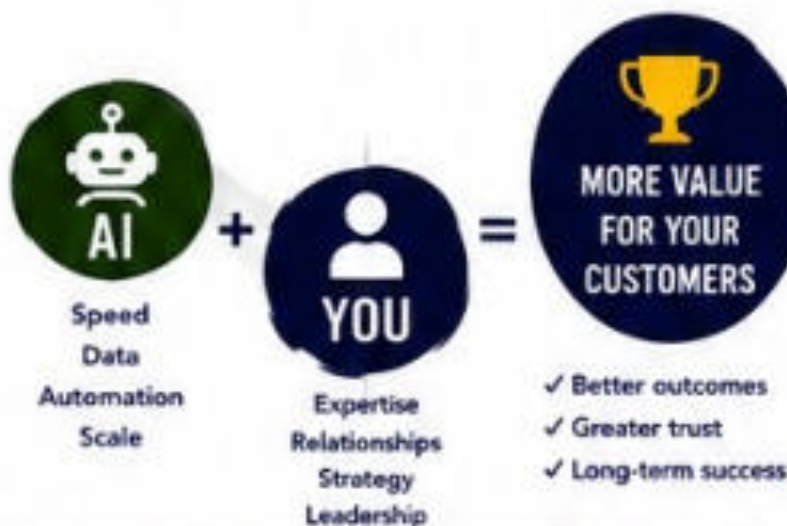 AI
Speed
Data
Automation
Scale
+
YOU
Expertise
Relationships
Strategy
Leadership
=
MORE VALUE
FOR YOUR
CUSTOMERS
✓ Better outcomes
✓ Greater trust
✓ Long-term success